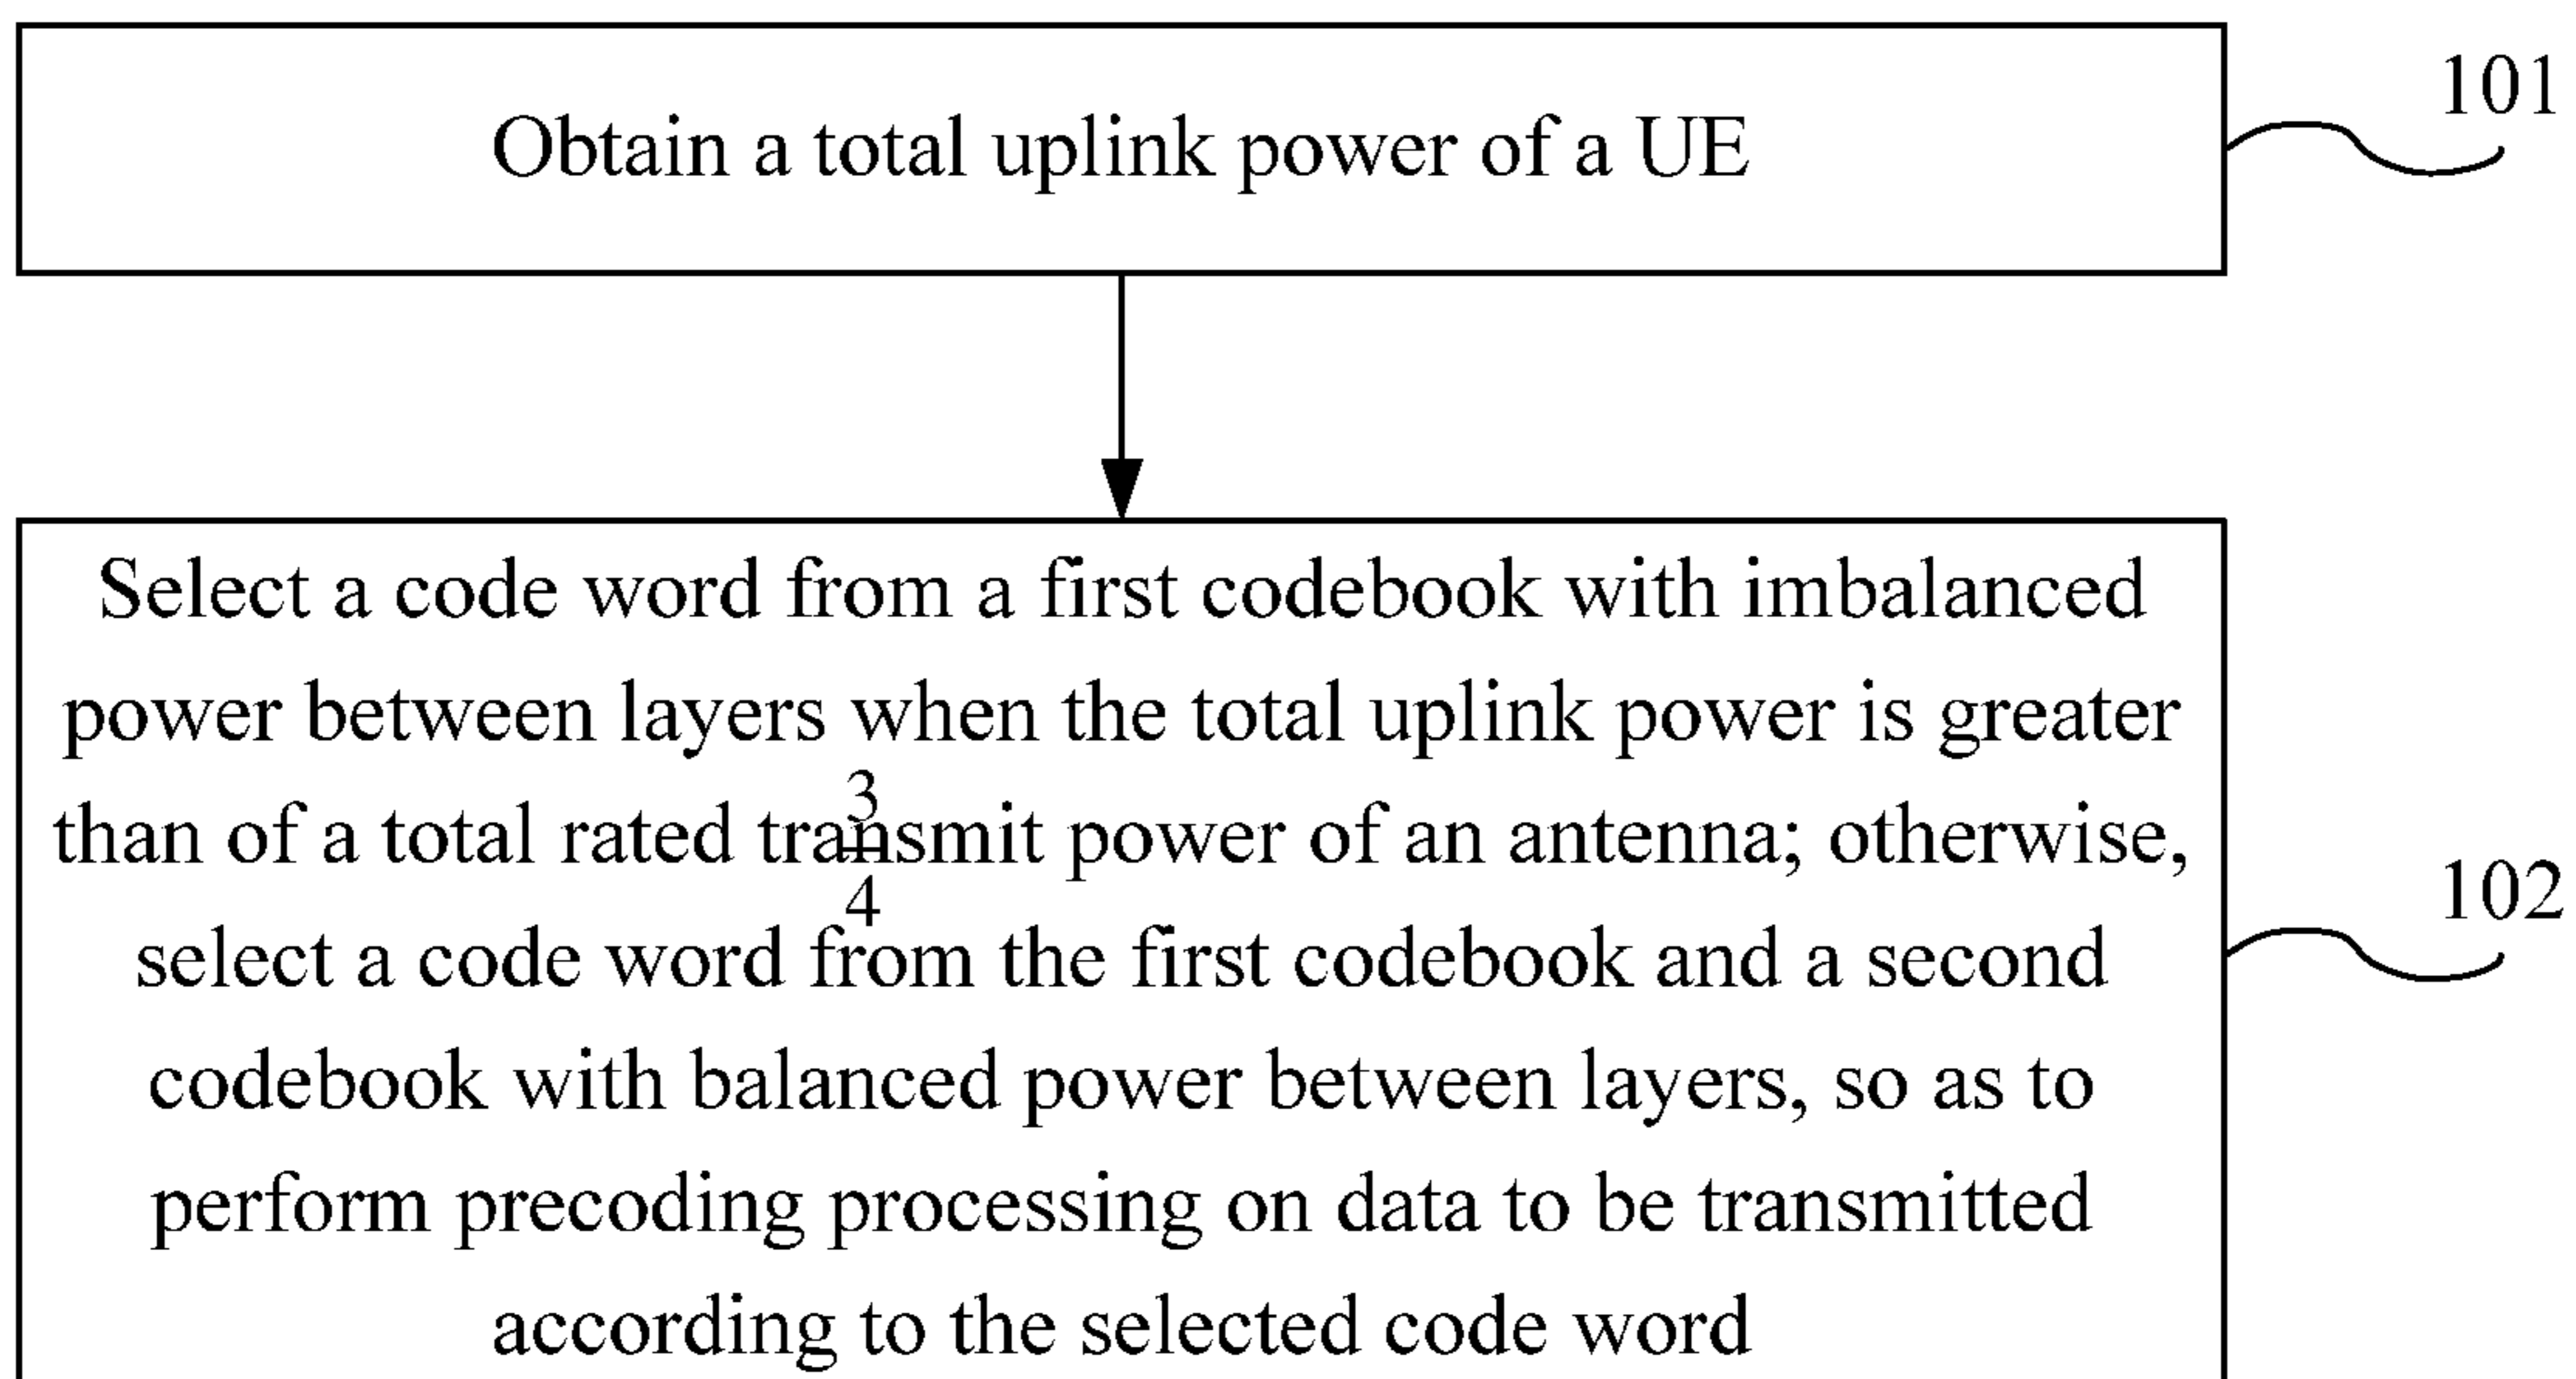 Obtain a total uplink power of a UE
101
Select a code word from a first codebook with imbalanced
power between layers when the total uplink power is greater
than of a total rated transmit power of an antenna; otherwise,
3
4
select a code word from the first codebook and a second
codebook with balanced power between layers, so as to
perform precoding processing on data to be transmitted
according to the selected code word
102